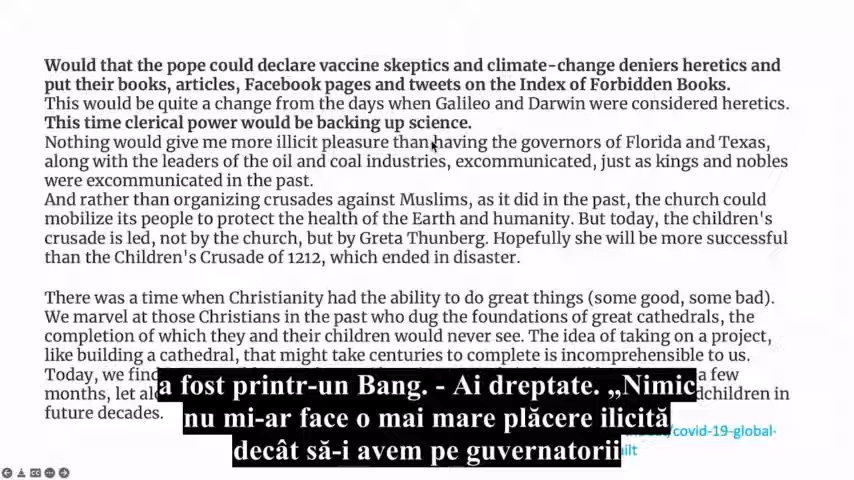 Would that the pope could declare vaccine skeptics and climate-change deniers heretics and
put their books, articles, Facebook pages and tweets on the Index of Forbidden Books.
This would be quite a change from the days when Galileo and Darwin were considered heretics.
This time clerical power would be backing up science.
Nothing would give me more illicit pleasure than having the governors of Florida and Texas,
along with the leaders of the oil and coal industries, excommunicated, just as kings and nobles
were excommunicated in the past.
And rather than organizing crusades against Muslims, as it did in the past, the church could
mobilize its people to protect the health of the Earth and humanity. But today, the children's
crusade is led, not by the church, but by Greta Thunberg. Hopefully she will be more successful
than the Children's Crusade of 1212, which ended in disaster.
There was a time when Christianity had the ability to do great things (some good, some bad).
We marvel at those Christians in the past who dug the foundations of great cathedrals, the
completion of which they and their children would never see. The idea of taking on a project,
like building a cathedral, that might take centuries to complete is incomprehensible to us.
Today, we a few
months, let
future decades.
covid-19-global-
a fost printr-un Bang. - Ai dreptate. „Nimic
nu mi-ar face o mai mare plăcere ilicită
decât să-i avem pe guvernatorii